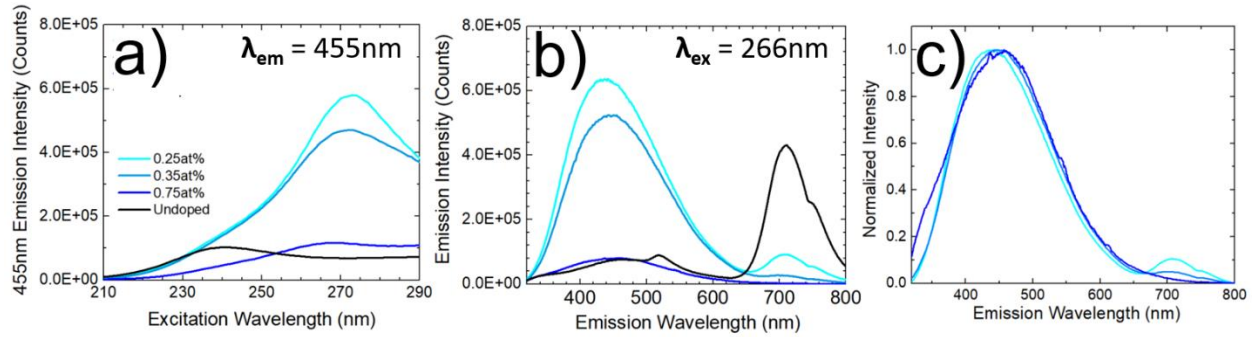 a)
λem = 455nm
455nm Emission Intensity (Counts)
8.0E+05
6.0E+05
4.0E+05
2.0E+05
0.0E+00
0.25at%
0.35at%
0.75at%
Undoped
210
230
250
270
290
Excitation Wavelength (nm)
b)
λex = 266nm
Emission Intensity (Counts)
8.0E+05
6.0E+05
4.0E+05
2.0E+05
0.0E+00
400
500
600
700
800
Emission Wavelength (nm)
c)
Normalized Intensity
1.0
0.8
0.6
0.4
0.2
0.0
400
500
600
700
800
Emission Wavelength (nm)